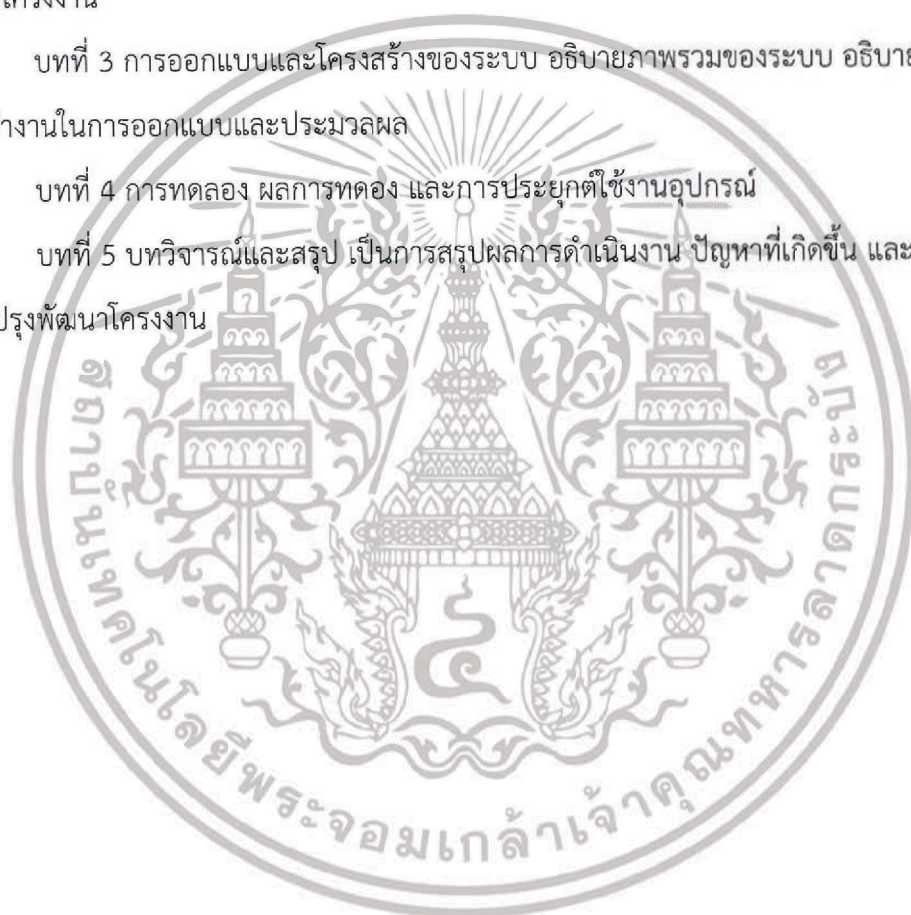 โครงงาน
บทที่ 3 การออกแบบและโครงสร้างของระบบ อธิบายภาพรวมของระบบ อธิบาย
งานในการออกแบบและประมวลผล
บทที่ 4 การทดลอง ผลการทดอง และการประยุกต์ใช้งานอุปกรณ์
บทที่ 5 บทวิจารณ์และสรุป เป็นการสรุปผลการดำเนินงาน ปัญหาที่เกิดขึ้น และ
ปรุงพัฒนาโครงงาน
สถาบันเทคโนโลยีพระจอมเกล้าเจ้าคุณทหารลาดกระบัง
๔